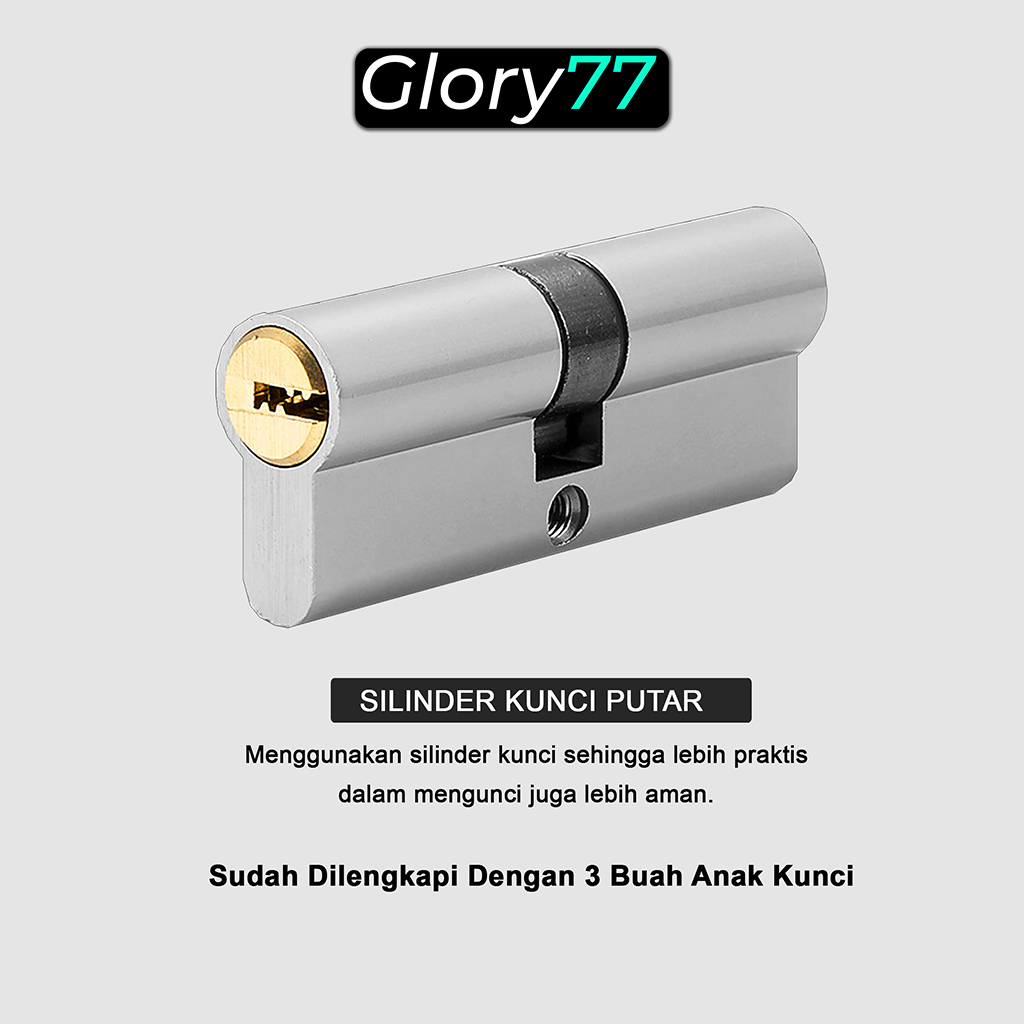 Glory77
SILINDER KUNCI PUTAR
Menggunakan silinder kunci sehingga lebih praktis
dalam mengunci juga lebih aman.
Sudah Dilengkapi Dengan 3 Buah Anak Kunci